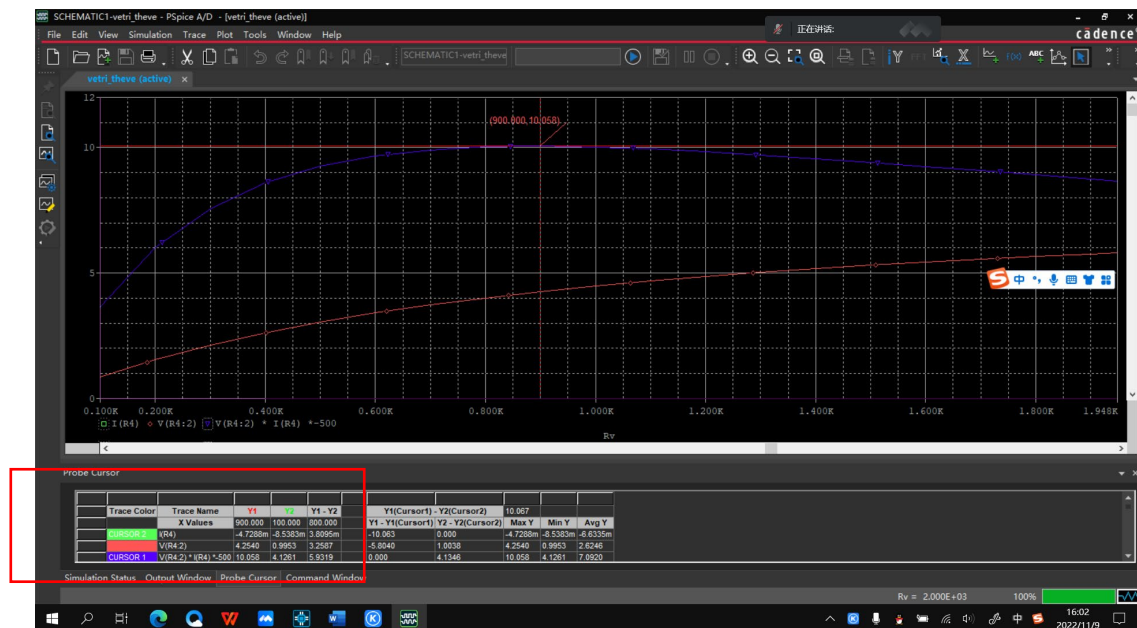 SCHEMATIC1-vetri_theve - PSpice A/D - [vetri_theve (active)]
正在讲话:
File Edit View Simulation Trace Plot Tools Window Help
cādence
SCHEMATIC1-vetri_theve
vetri_theve (active) ×
12
(900.000,10.058)
10
5
0
0.100K 0.200K 0.400K 0.600K 0.800K 1.000K 1.200K 1.400K 1.600K 1.800K 1.948K
I(R4) V(R4:2) V(R4:2) * I(R4) *-500
Rv
中
Probe Cursor
Trace Color Trace Name Y1 Y2 Y1 - Y2 Y1(Cursor1) - Y2(Cursor2) 10.067
X Values 900.000 100.000 800.000 Y1 - Y1(Cursor1) Y2 - Y2(Cursor2) Max Y Min Y Avg Y
CURSOR 2 I(R4) -4.7288m -8.5383m 3.8095m -10.063 0.000 -4.7288m -8.5383m -6.6335m
V(R4:2) 4.2540 0.9953 3.2587 -5.8040 1.0038 4.2540 0.9953 2.6246
CURSOR 1 V(R4:2) * I(R4) *-500 10.058 4.1261 5.9319 0.000 4.1346 10.058 4.1261 7.0920
Simulation Status Output Window Probe Cursor Command Window
Rv = 2.000E+03 100%
中 16:02
2022/11/9